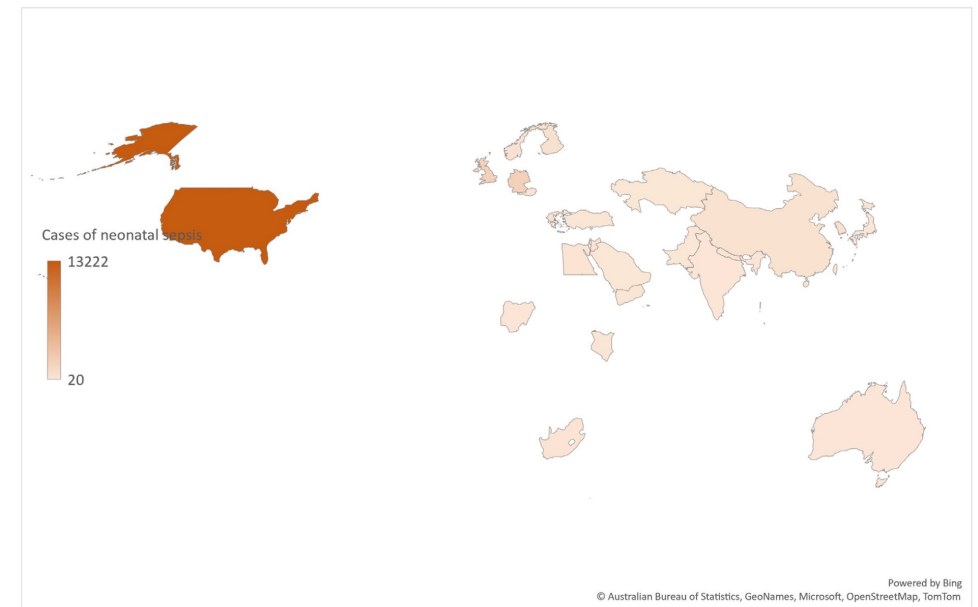 Cases of neonatal sepsis
13222
20
Powered by Bing
© Australian Bureau of Statistics, GeoNames, Microsoft, OpenStreetMap, TomTom